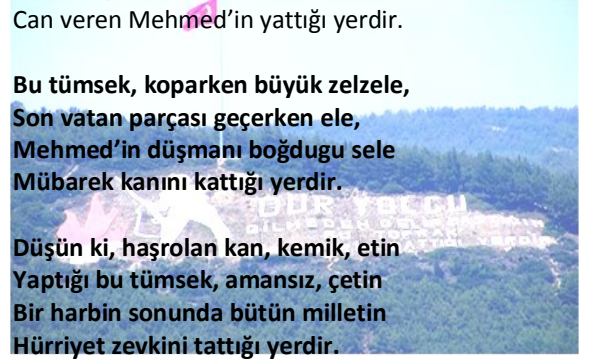 Can veren Mehmed’in yattığı yerdir.
Bu tümsek, koparken büyük zelzele,
Son vatan parçası geçerken ele,
Mehmed’in düşmanı boğdugu sele
Mübarek kanını kattığı yerdir.
DUR YOLCU
Düşün ki, haşrolan kan, kemik, etin
Yaptığı bu tümsek, amansız, çetin
Bir harbin sonunda bütün milletin
Hürriyet zevkini tattığı yerdir.